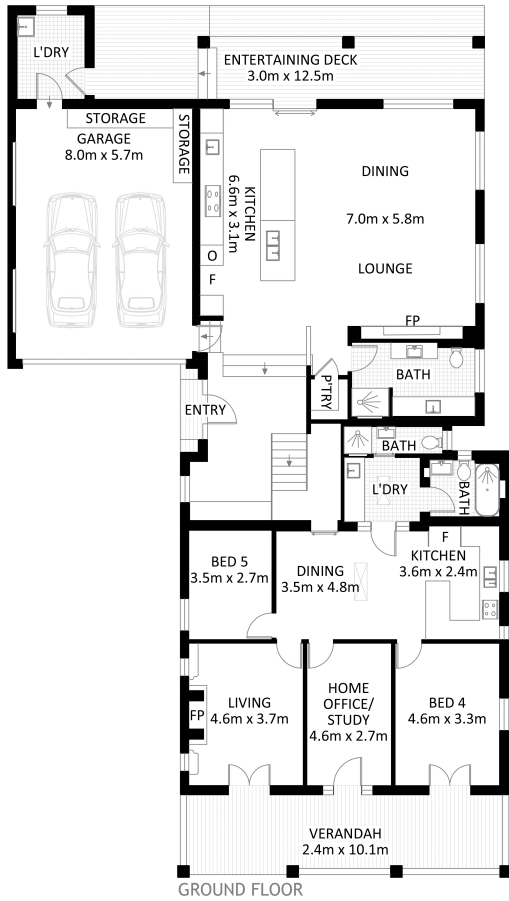 L'DRY
ENTERTAINING DECK
3.0m x 12.5m
STORAGE
STORAGE
GARAGE
8.0m x 5.7m
KITCHEN
6.6m x 3.1m
DINING
7.0m x 5.8m
LOUNGE
O
F
FP
BATH
P'TRY
ENTRY
BATH
L'DRY
BATH
F
KITCHEN
3.6m x 2.4m
BED 5
3.5m x 2.7m
DINING
3.5m x 4.8m
LIVING
4.6m x 3.7m
FP
HOME
OFFICE/
STUDY
4.6m x 2.7m
BED 4
4.6m x 3.3m
VERANDAH
2.4m x 10.1m
GROUND FLOOR